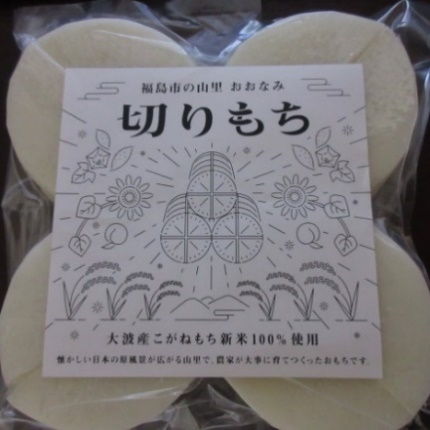 福島市の山里 おおなみ
切りもち
大波産こがねもち新米100%使用
懐かしい日本の原風景が広がる山里で、農家が大事に育てつくったおもちです。